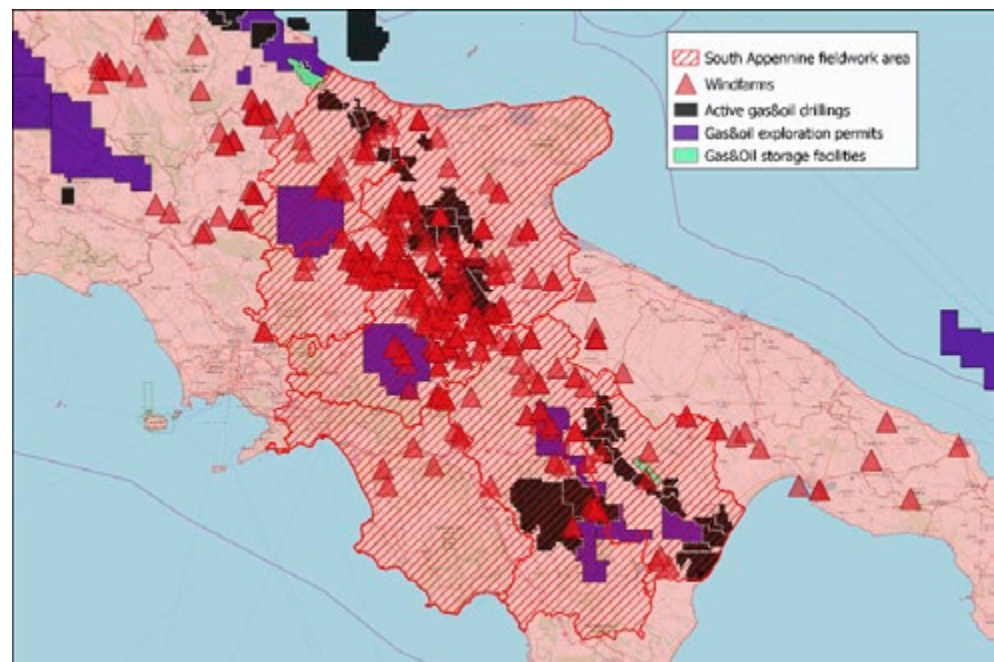 South Appennine fieldwork area
Windfarms
Active gas&oil drillings
Gas&oil exploration permits
Gas&Oil storage facilities